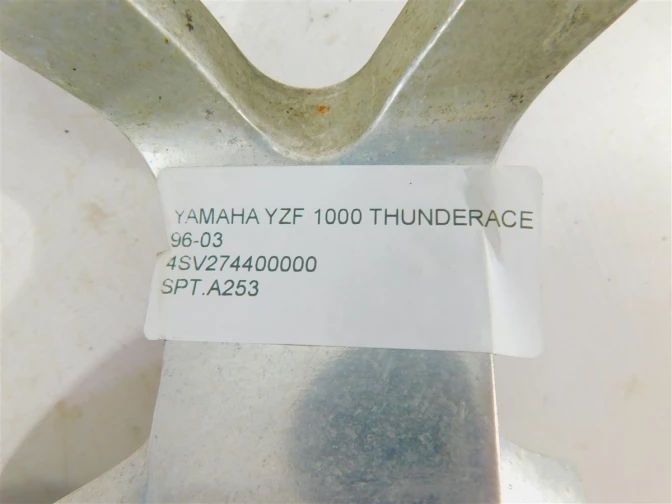 YAMAHA YZF 1000 THUNDERACE
96-03
4SV274400000
SPT.A253